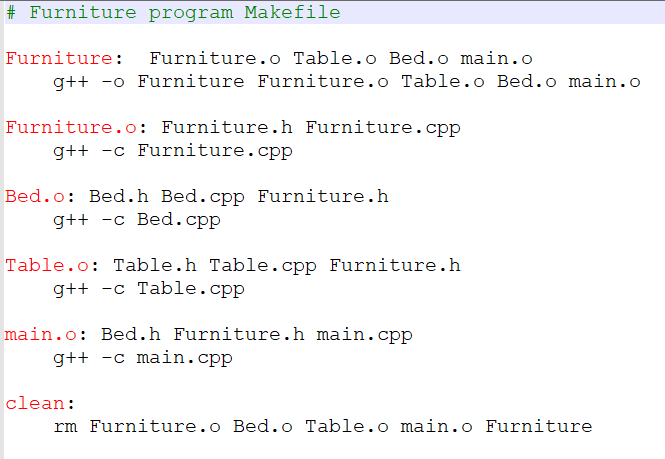 # Furniture program Makefile
Furniture:  Furniture.o Table.o Bed.o main.o
    g++ -o Furniture Furniture.o Table.o Bed.o main.o
Furniture.o: Furniture.h Furniture.cpp
    g++ -c Furniture.cpp
Bed.o: Bed.h Bed.cpp Furniture.h
    g++ -c Bed.cpp
Table.o: Table.h Table.cpp Furniture.h
    g++ -c Table.cpp
main.o: Bed.h Furniture.h main.cpp
    g++ -c main.cpp
clean:
    rm Furniture.o Bed.o Table.o main.o Furniture